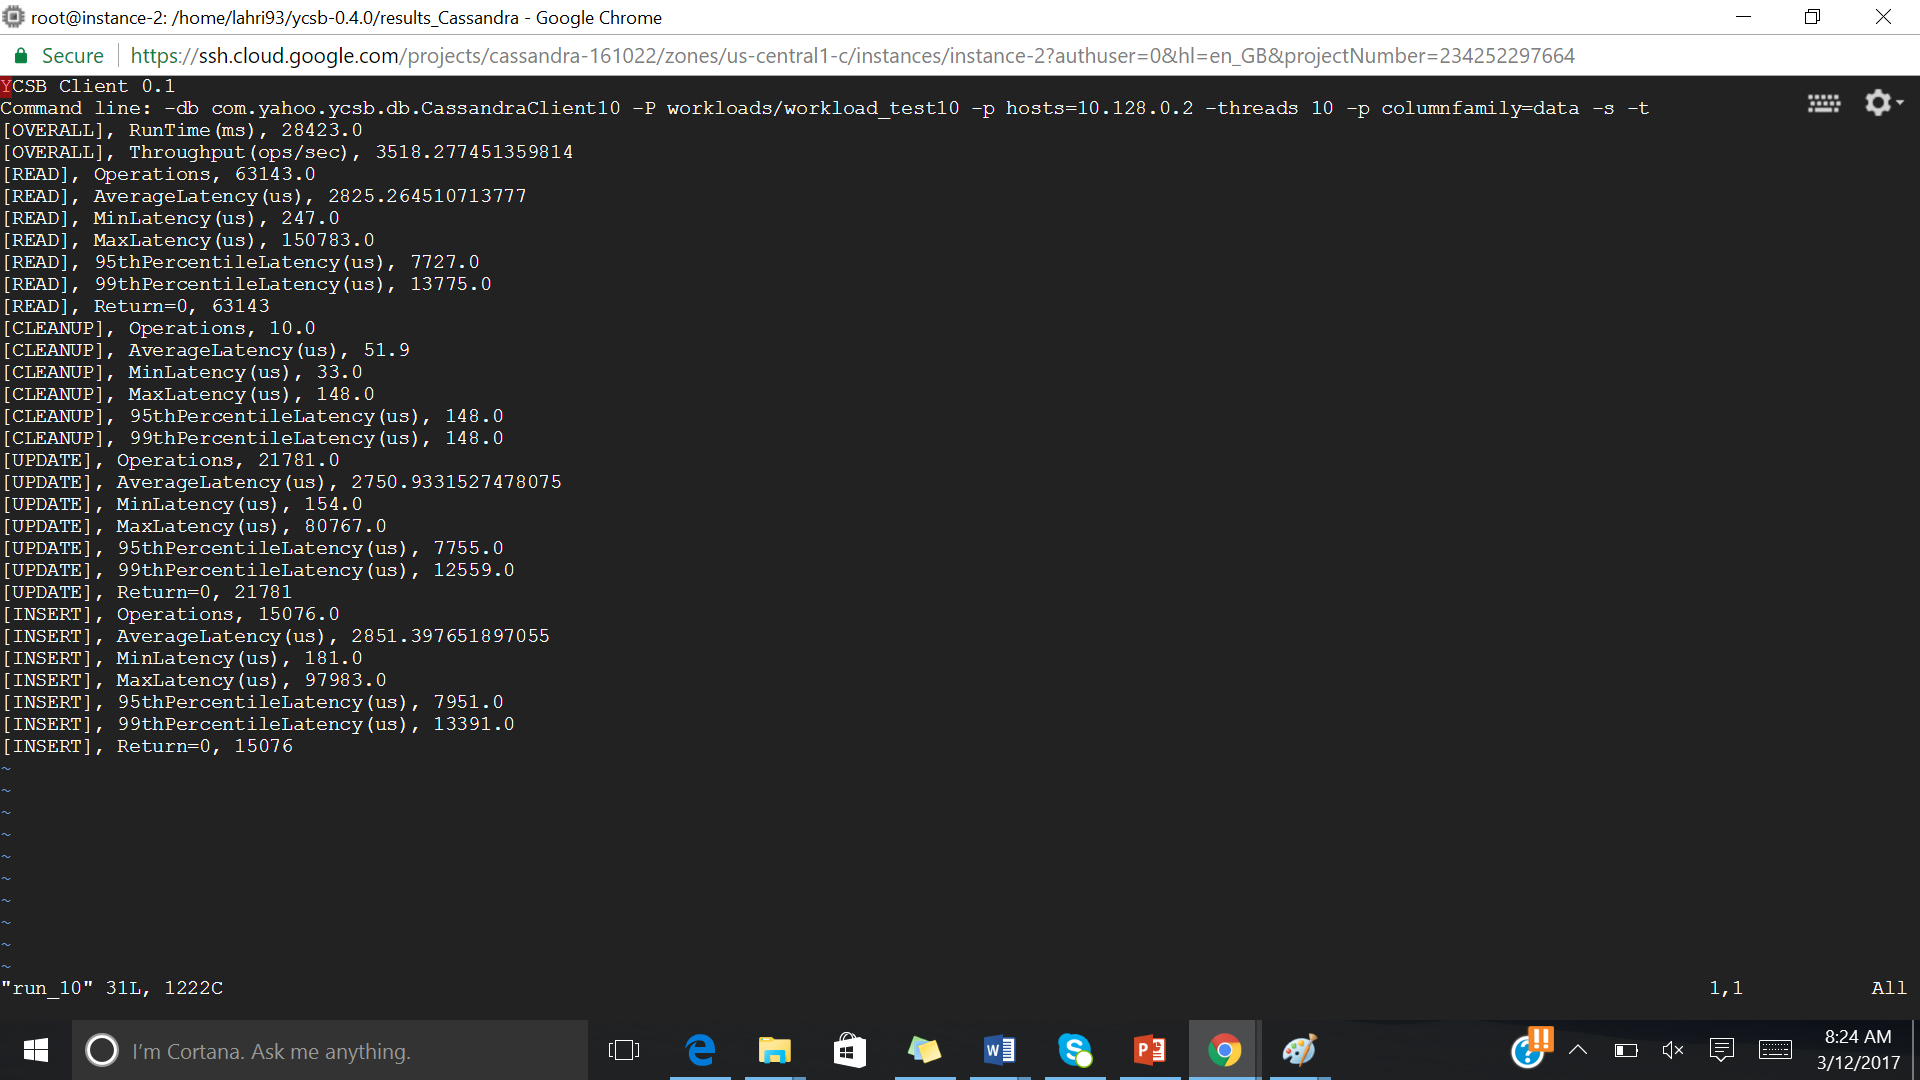 root@instance-2: /home/lahri93/ycsb-0.4.0/results_Cassandra - Google Chrome
Secure https://ssh.cloud.google.com/projects/cassandra-161022/zones/us-central1-c/instances/instance-2?authuser=0&hl=en_GB&projectNumber=234252297664
YCSB Client 0.1
Command line: -db com.yahoo.ycsb.db.CassandraClient10 -P workloads/workload_test10 -p hosts=10.128.0.2 -threads 10 -p columnfamily=data -s -t
[OVERALL], RunTime(ms), 28423.0
[OVERALL], Throughput(ops/sec), 3518.277451359814
[READ], Operations, 63143.0
[READ], AverageLatency(us), 2825.264510713777
[READ], MinLatency(us), 247.0
[READ], MaxLatency(us), 150783.0
[READ], 95thPercentileLatency(us), 7727.0
[READ], 99thPercentileLatency(us), 13775.0
[READ], Return=0, 63143
[CLEANUP], Operations, 10.0
[CLEANUP], AverageLatency(us), 51.9
[CLEANUP], MinLatency(us), 33.0
[CLEANUP], MaxLatency(us), 148.0
[CLEANUP], 95thPercentileLatency(us), 148.0
[CLEANUP], 99thPercentileLatency(us), 148.0
[UPDATE], Operations, 21781.0
[UPDATE], AverageLatency(us), 2750.9331527478075
[UPDATE], MinLatency(us), 154.0
[UPDATE], MaxLatency(us), 80767.0
[UPDATE], 95thPercentileLatency(us), 7755.0
[UPDATE], 99thPercentileLatency(us), 12559.0
[UPDATE], Return=0, 21781
[INSERT], Operations, 15076.0
[INSERT], AverageLatency(us), 2851.397651897055
[INSERT], MinLatency(us), 181.0
[INSERT], MaxLatency(us), 97983.0
[INSERT], 95thPercentileLatency(us), 7951.0
[INSERT], 99thPercentileLatency(us), 13391.0
[INSERT], Return=0, 15076
~
~
~
~
~
~
~
~
~
~
"run_10" 31L, 1222C 1,1 All
I'm Cortana. Ask me anything.
8:24 AM
3/12/2017